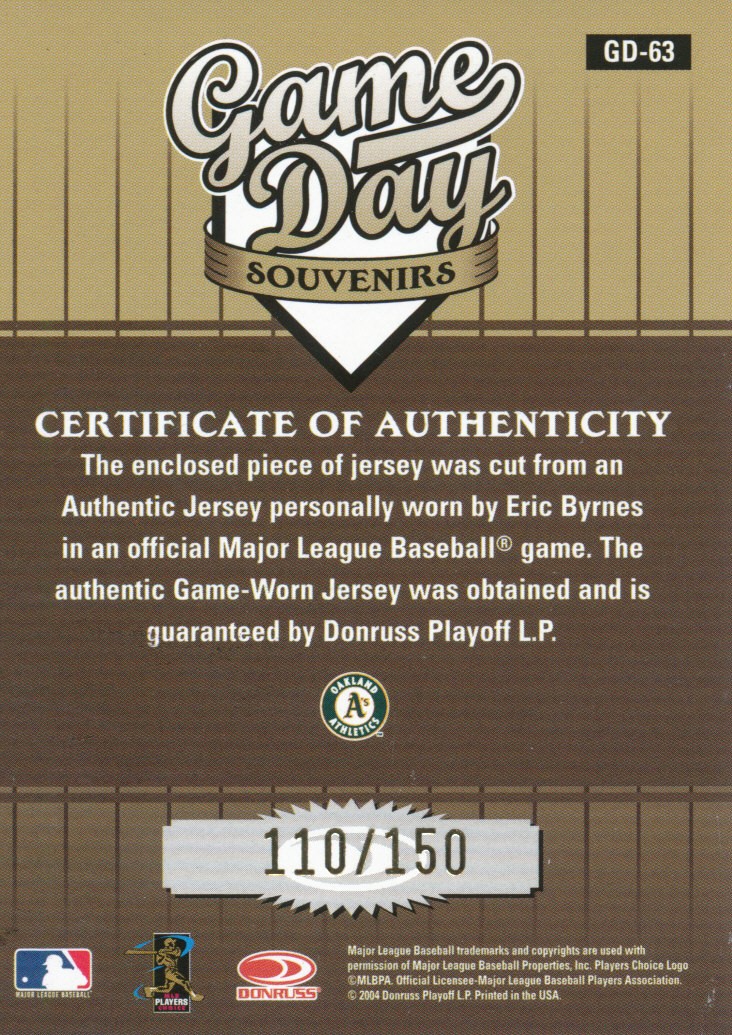 GD-63
Game
Day
SOUVENIRS
CERTIFICATE OF AUTHENTICITY
The enclosed piece of jersey was cut from an
Authentic Jersey personally worn by Eric Byrnes
in an official Major League Baseball® game. The
authentic Game-Worn Jersey was obtained and is
guaranteed by Donruss Playoff L.P.
OAKLAND
A's
ATHLETICS
110/150
MAJOR LEAGUE BASEBALL
MLB
PLAYERS
CHOICE
DONRUSS
Major League Baseball trademarks and copyrights are used with
permission of Major League Baseball Properties, Inc. Players Choice Logo
©MLBPA. Official Licensee-Major League Baseball Players Association.
© 2004 Donruss Playoff L.P. Printed in the USA.